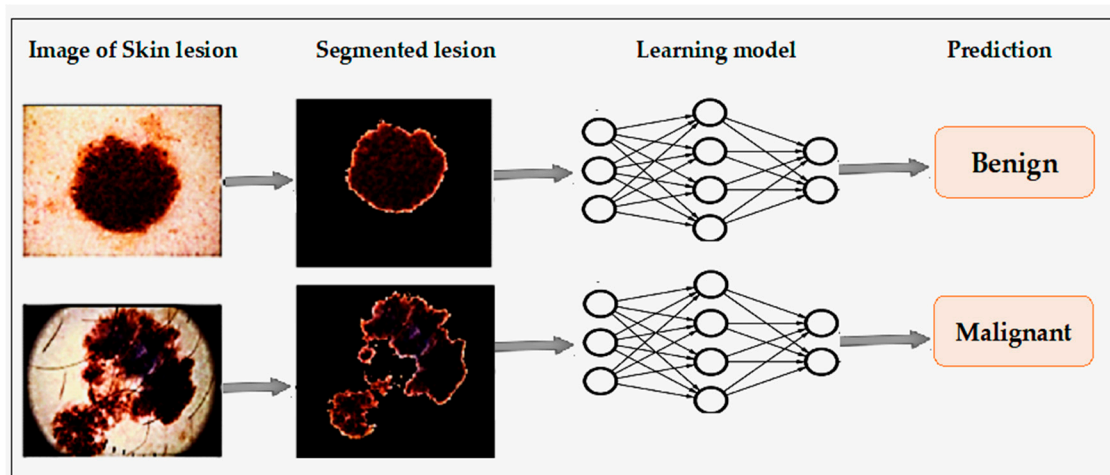 Image of Skin lesion
Segmented lesion
Learning model
Prediction
Benign
Malignant